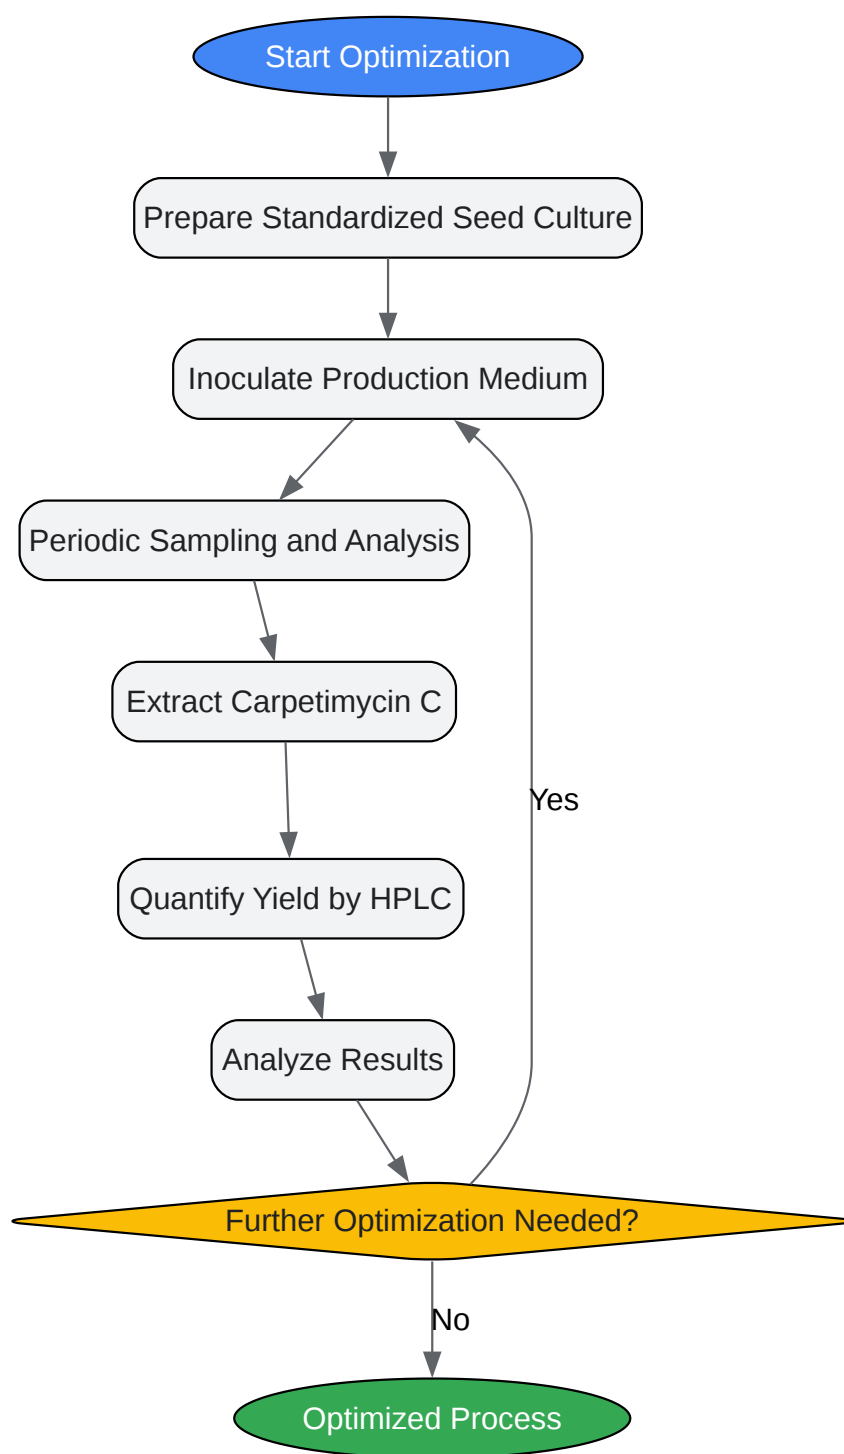 Start Optimization
Prepare Standardized Seed Culture
Inoculate Production Medium
Periodic Sampling and Analysis
Extract Carpetimycin C
Yes
Quantify Yield by HPLC
Analyze Results
Further Optimization Needed?
No
Optimized Process